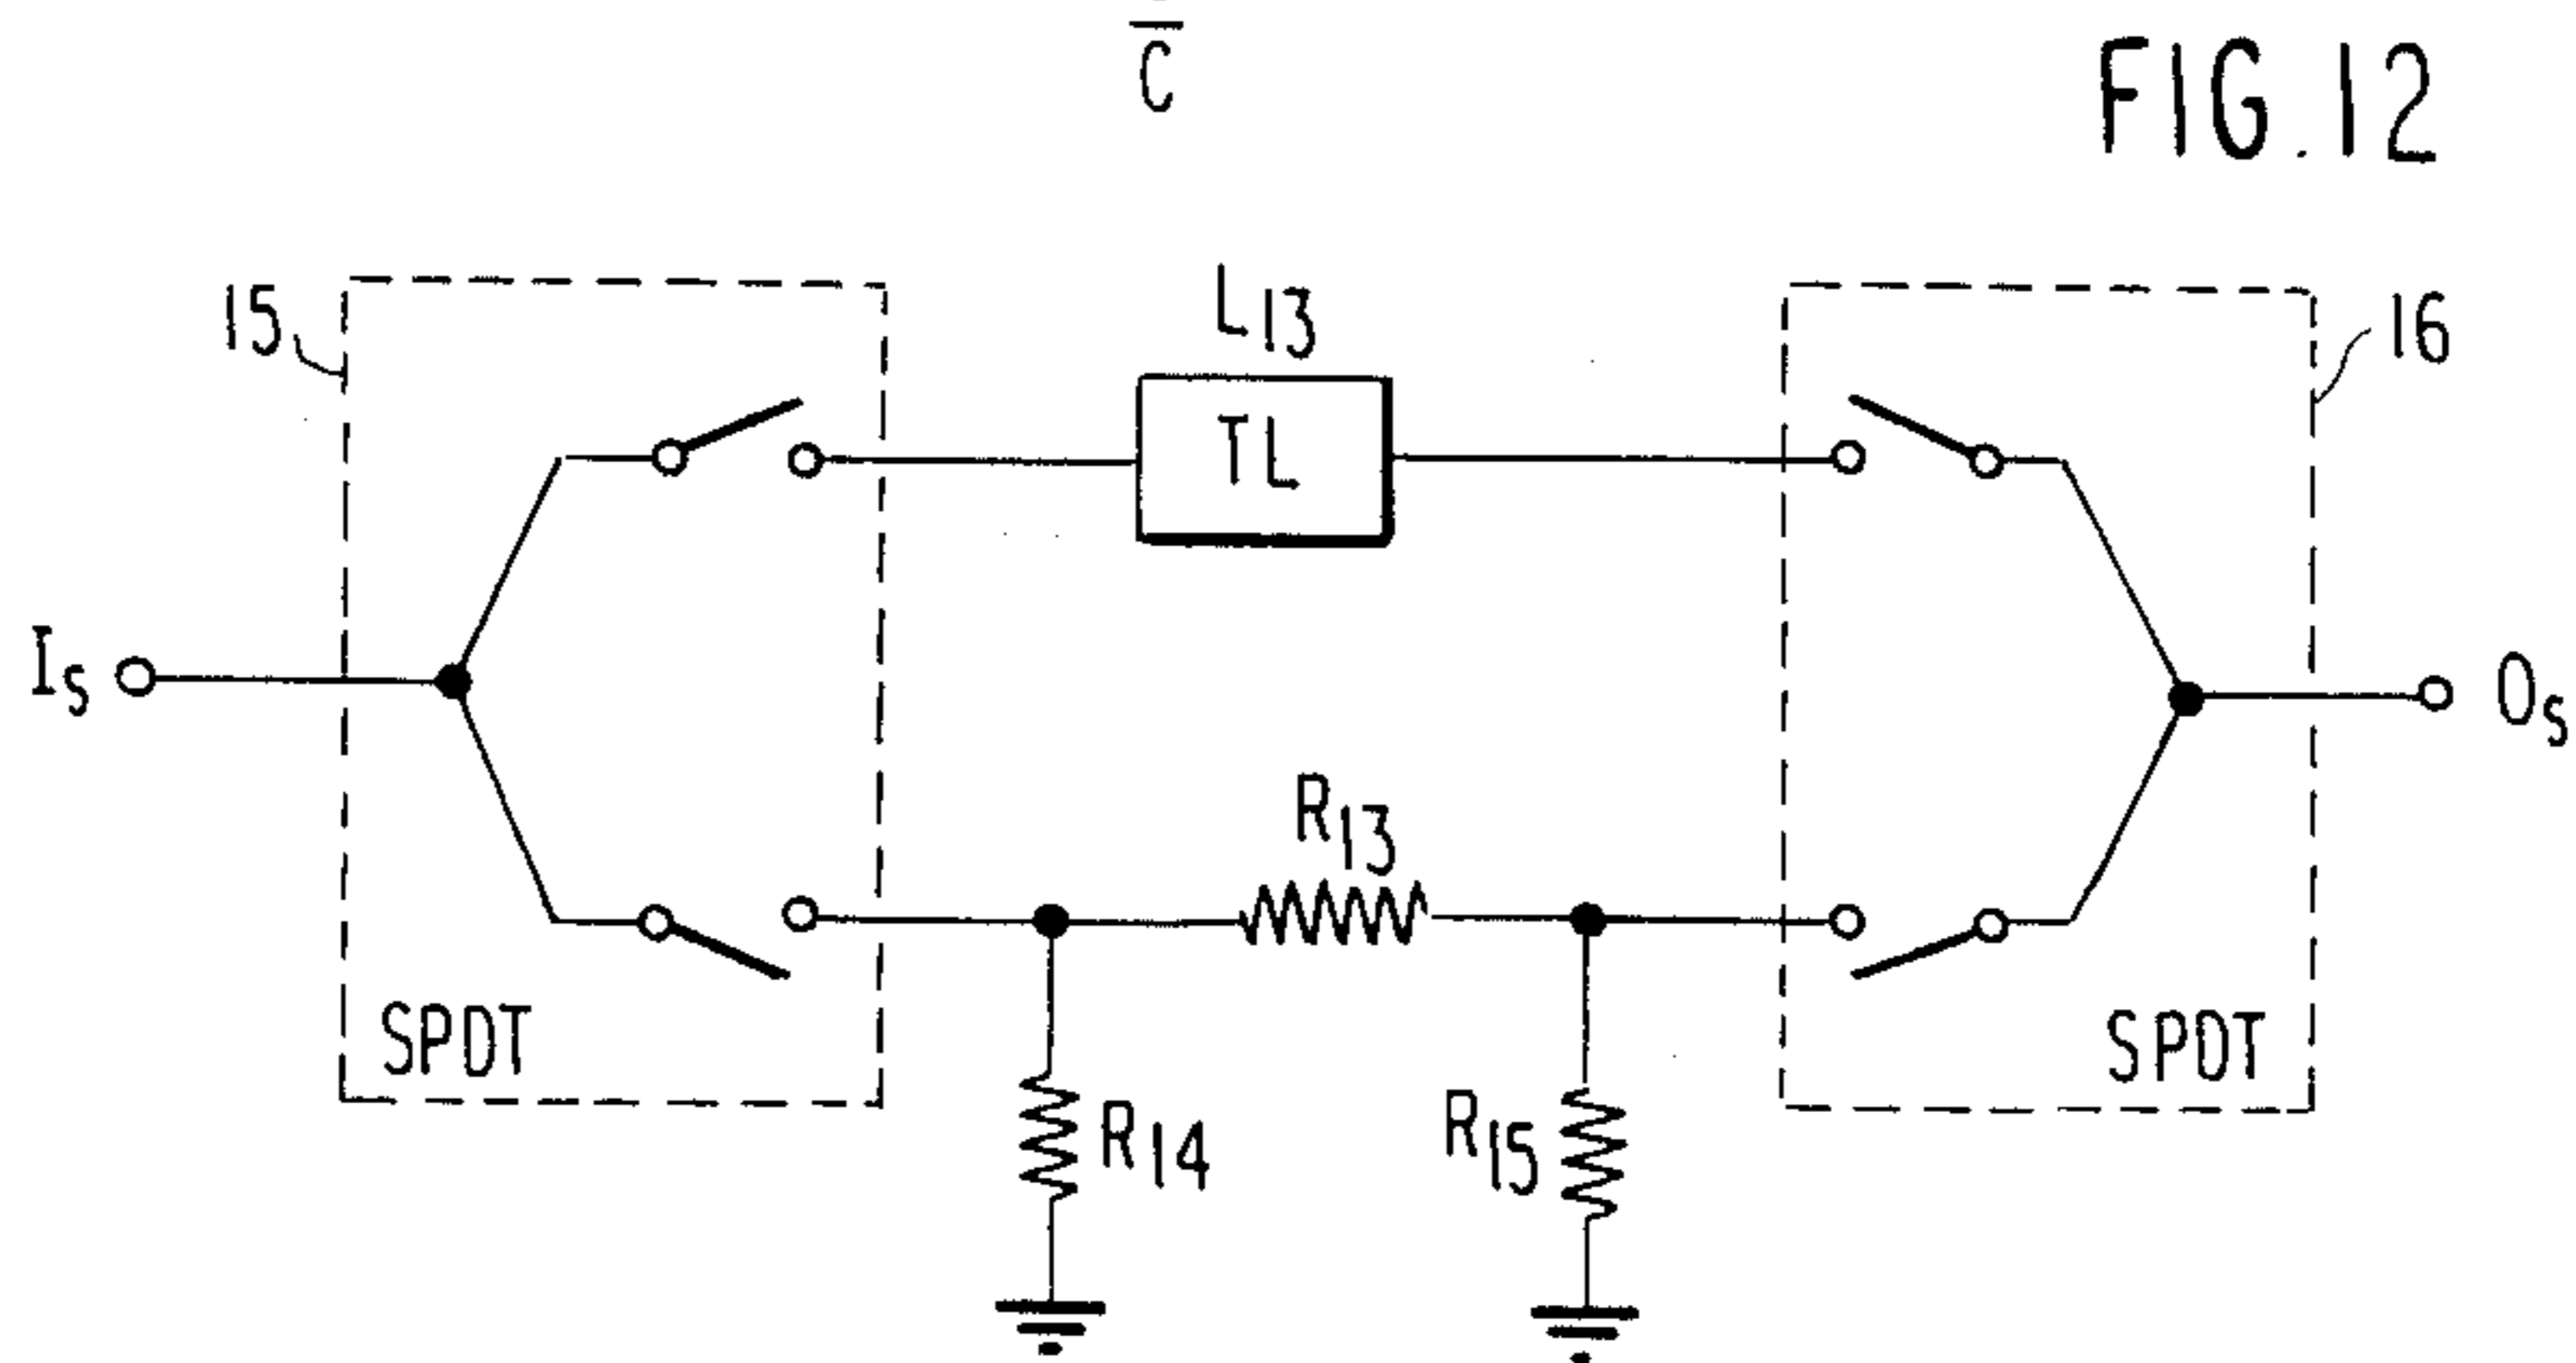 C̅
FIG.12
15
L13
TL
16
Is
Os
R13
SPDT
R14
R15
SPDT